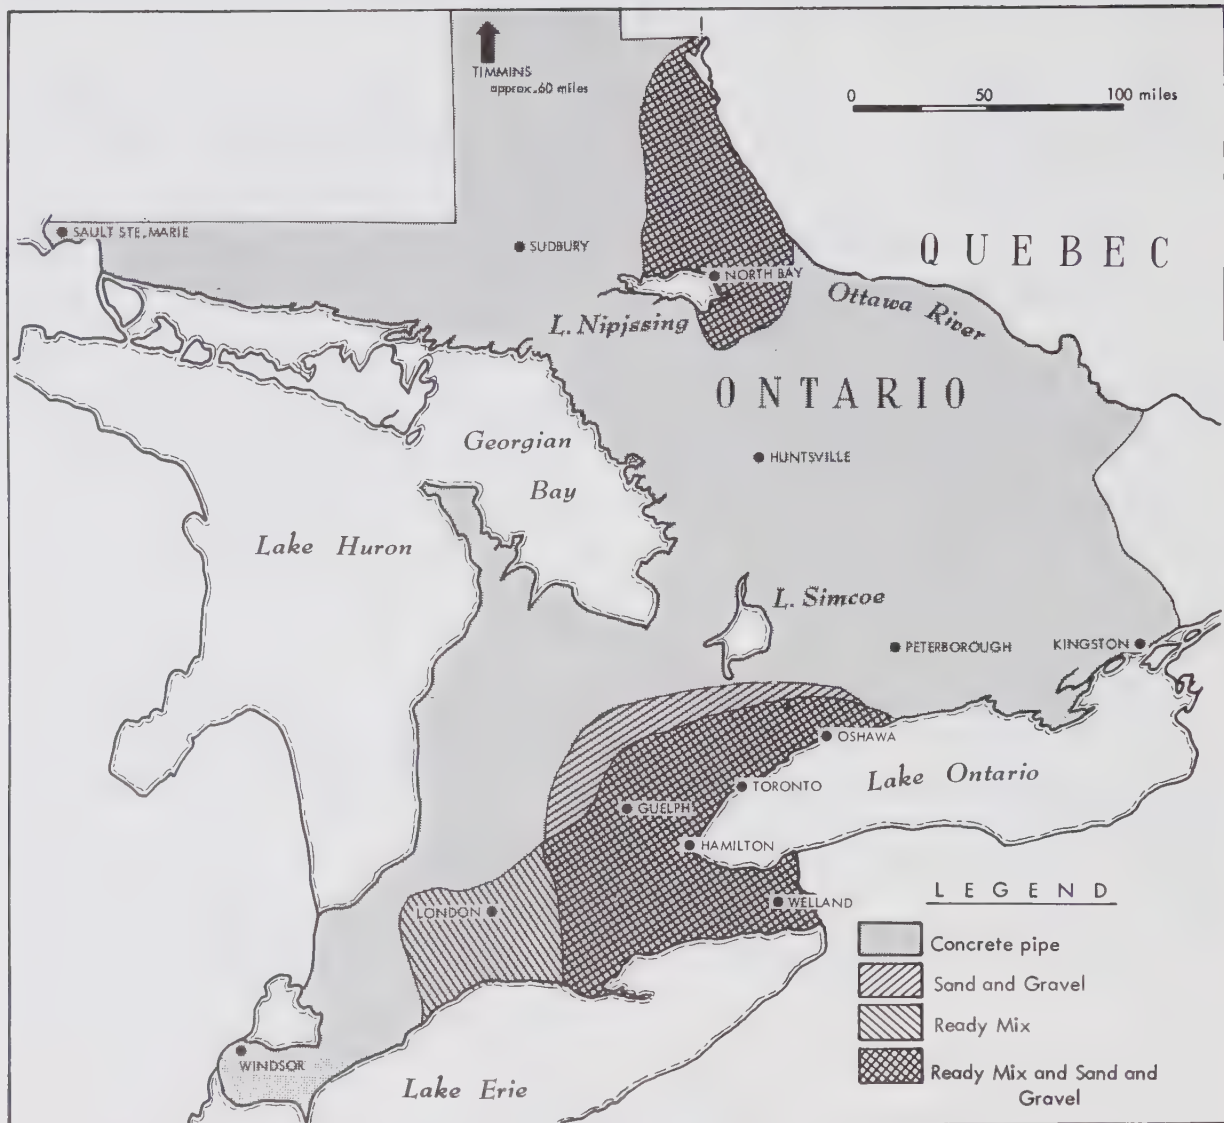 TIMMINS
approx. 60 miles
0 50 100 miles
SAULT STE. MARIE
SUDBURY
QUEBEC
NORTH BAY
Ottawa River
L. Nipissing
ONTARIO
Georgian
Bay
HUNTSVILLE
Lake Huron
L. Simcoe
PETERBOROUGH
KINGSTON
OSHAWA
Lake Ontario
TORONTO
GUELPH
HAMILTON
LEGEND
WELLAND
LONDON
Concrete pipe
Sand and Gravel
Ready Mix
Ready Mix and Sand and
Gravel
WINDSOR
Lake Erie